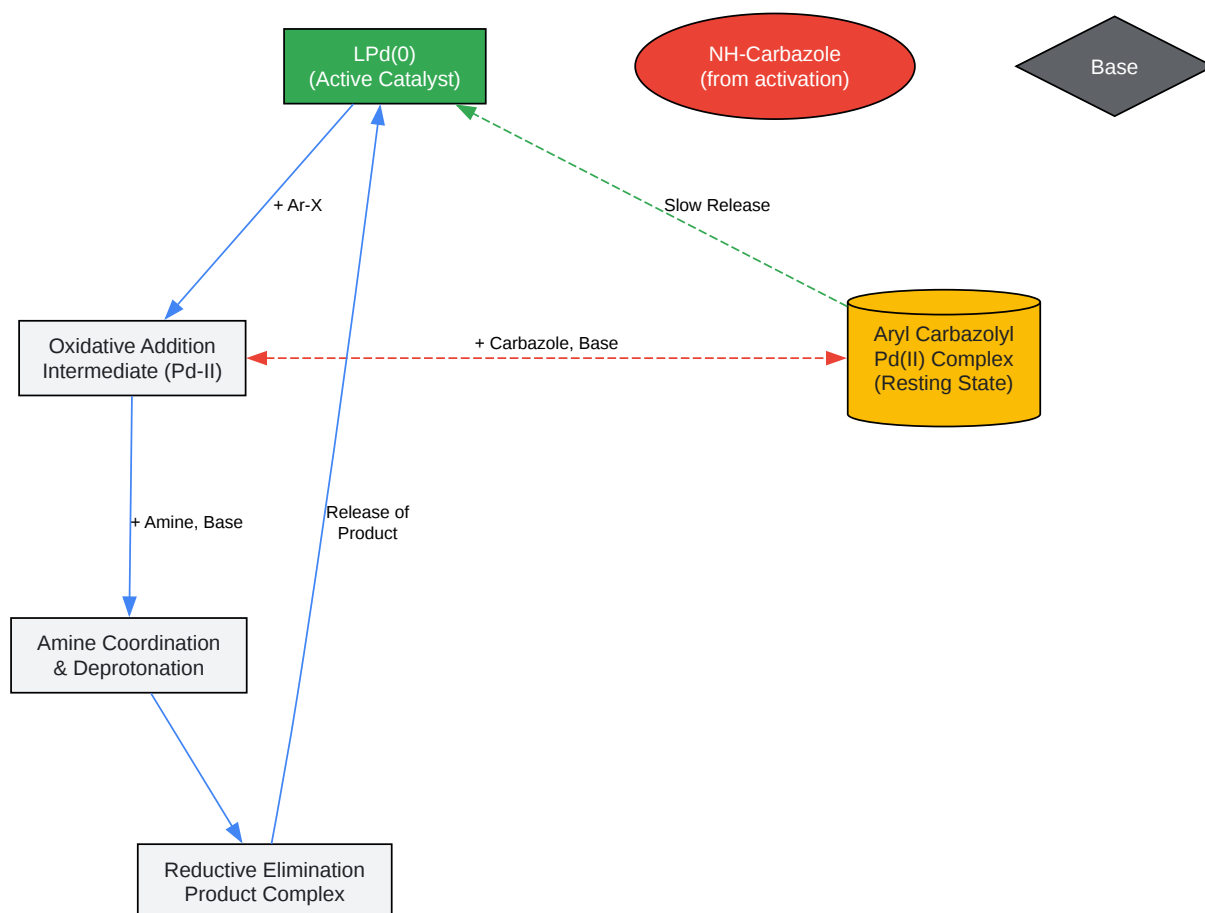 LPd(0)
(Active Catalyst)
NH-Carbazole
(from activation)
Base
+ Ar-X
Slow Release
Oxidative Addition
Intermediate (Pd-II)
+ Carbazole, Base
Aryl Carbazolyl
Pd(II) Complex
(Resting State)
+ Amine, Base
Release of
Product
Amine Coordination
& Deprotonation
Reductive Elimination
Product Complex